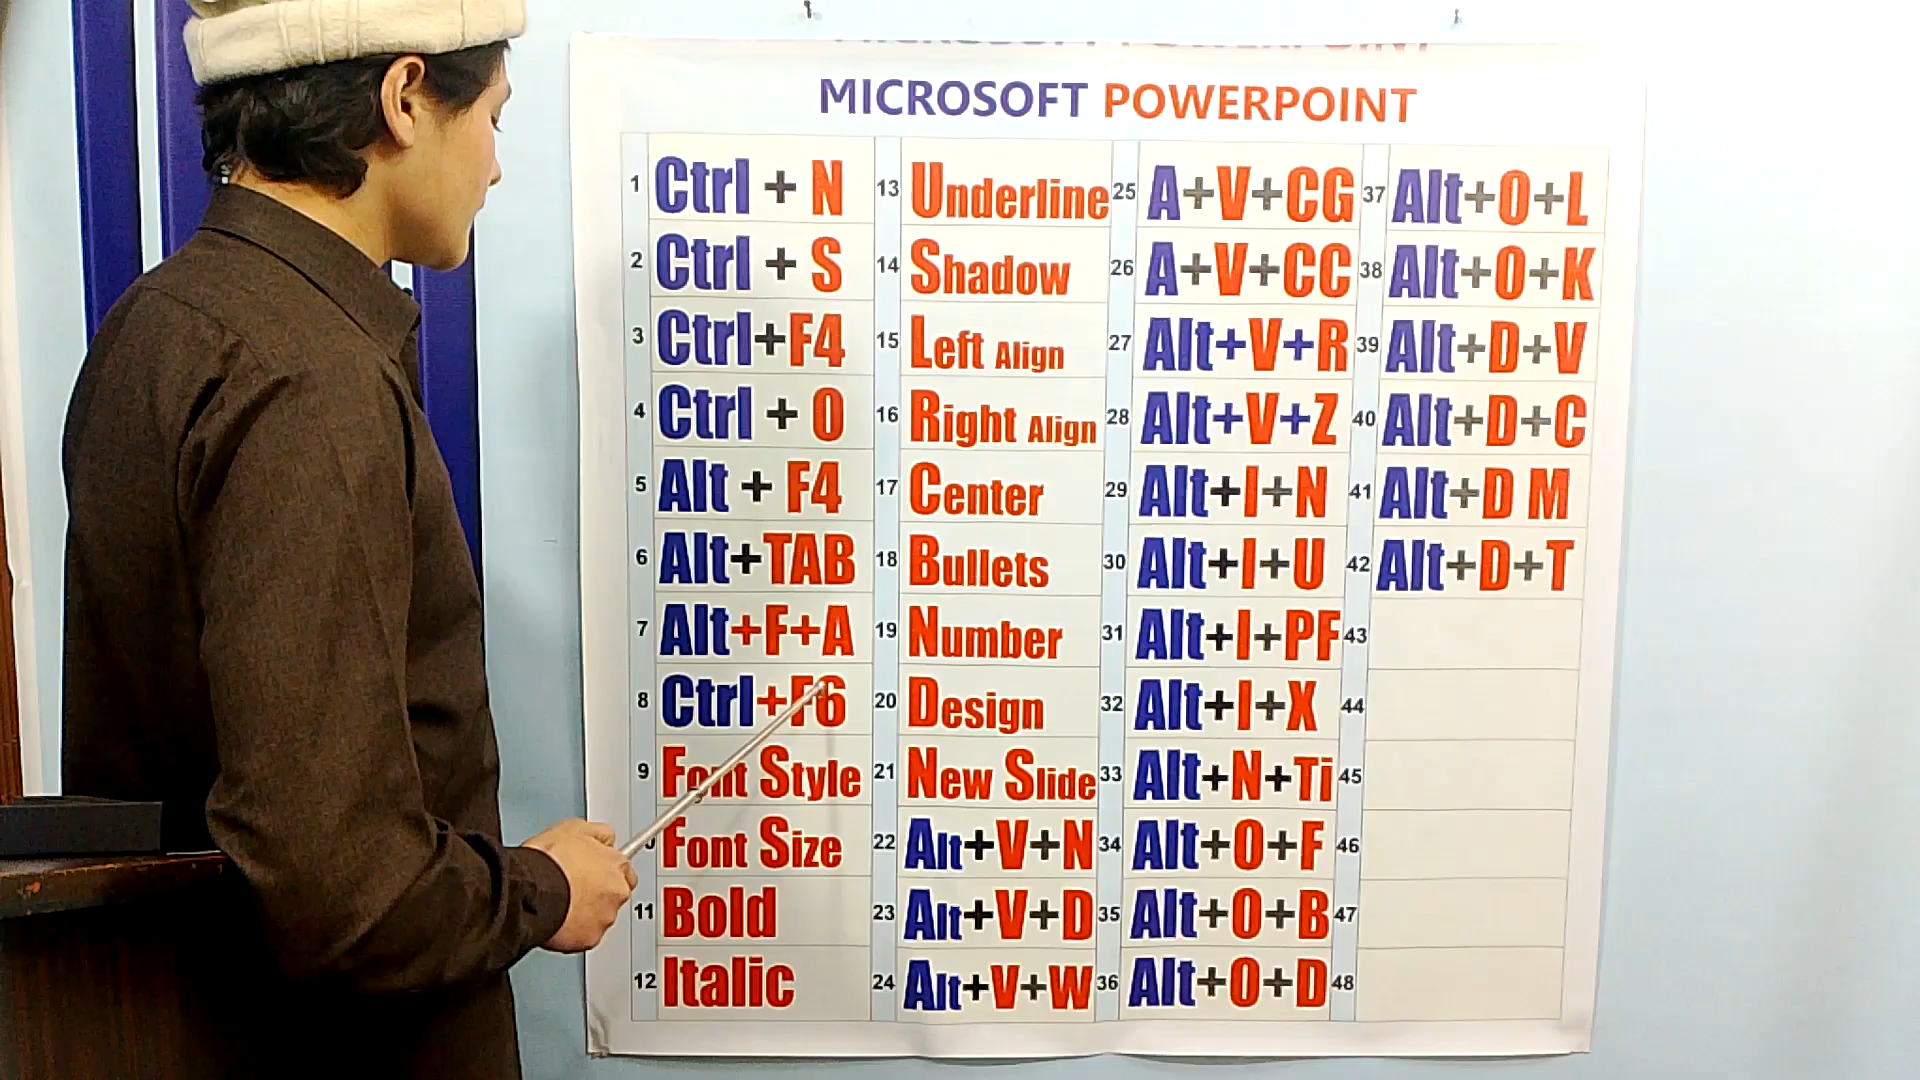 MICROSOFT POWERPOINT
1 Ctrl + N
2 Ctrl + S
3 Ctrl+F4
4 Ctrl + O
5 Alt + F4
6 Alt+TAB
7 Alt+F+A
8 Ctrl+F6
9 Font Style
Font Size
11 Bold
12 Italic
13 Underline
14 Shadow
15 Left Align
16 Right Align
17 Center
18 Bullets
19 Number
20 Design
21 New Slide
22 Alt+V+N
23 Alt+V+D
24 Alt+V+W
25 A+V+CG
26 A+V+CC
27 Alt+V+R
28 Alt+V+Z
29 Alt+I+N
30 Alt+I+U
31 Alt+I+PF
32 Alt+I+X
33 Alt+N+Ti
34 Alt+O+F
35 Alt+O+B
36 Alt+O+D
37 Alt+O+L
38 Alt+O+K
39 Alt+D+V
40 Alt+D+C
41 Alt+D M
42 Alt+D+T
43
44
45
46
47
48